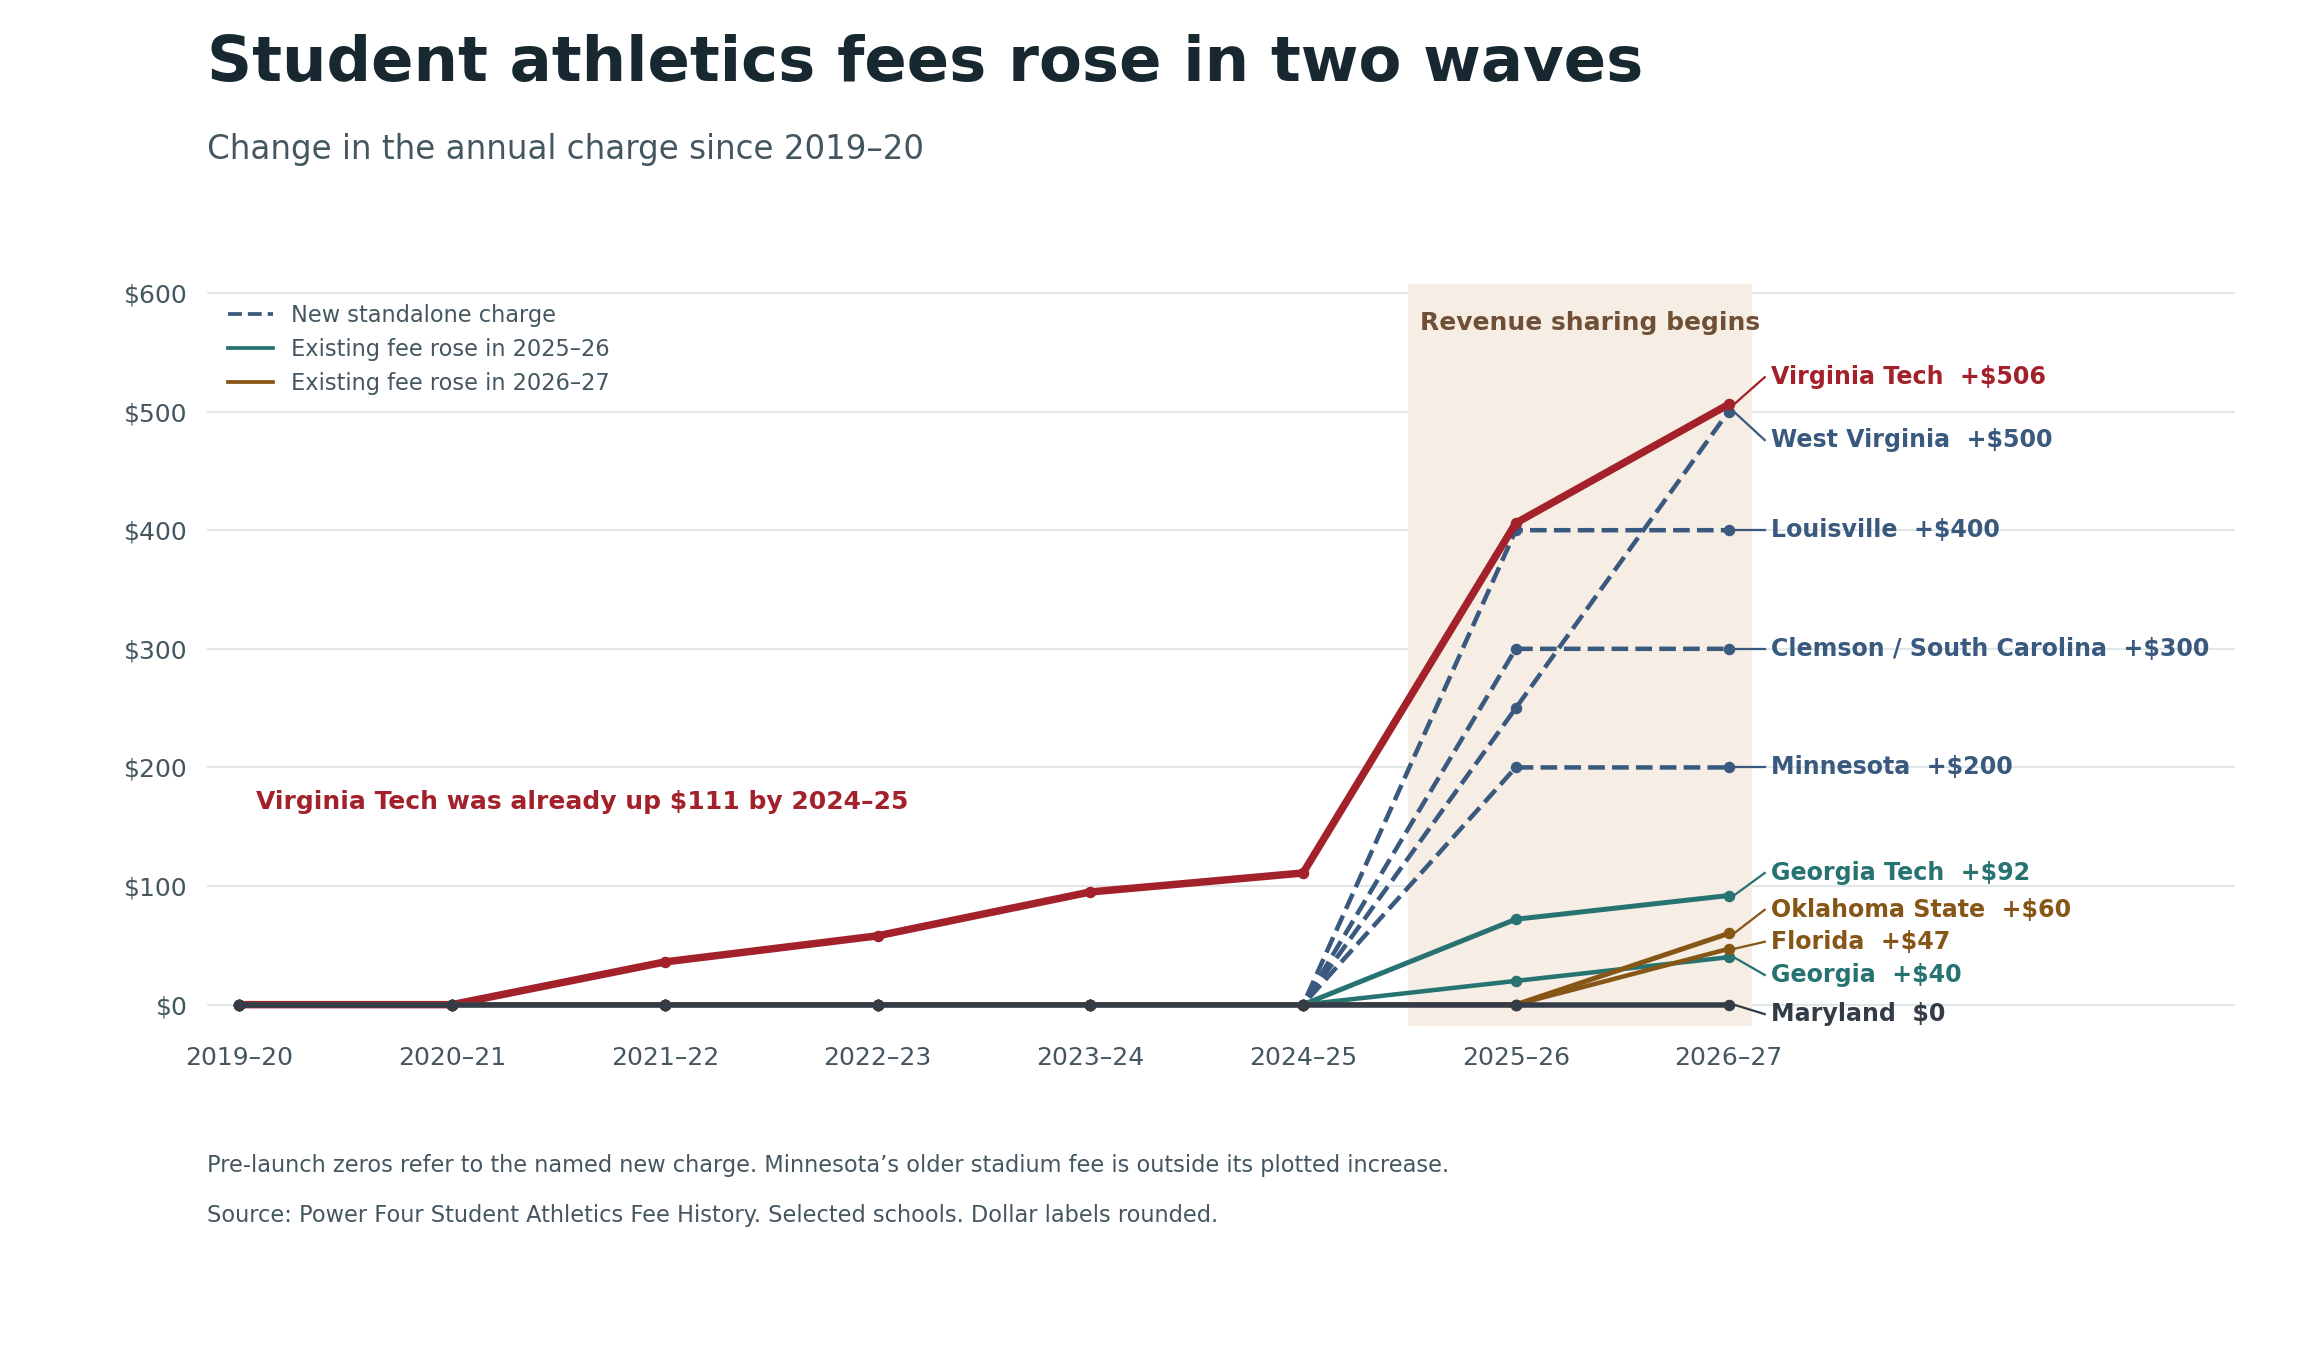 Student athletics fees rose in two waves
Change in the annual charge since 2019–20
$600
New standalone charge
Existing fee rose in 2025–26
Existing fee rose in 2026–27
Revenue sharing begins
Virginia Tech +$506
$500
West Virginia +$500
$400
Louisville +$400
$300
Clemson / South Carolina +$300
$200
Minnesota +$200
Virginia Tech was already up $111 by 2024–25
$100
Georgia Tech +$92
Oklahoma State +$60
Florida +$47
Georgia +$40
$0
Maryland $0
2019–20 2020–21 2021–22 2022–23 2023–24 2024–25 2025–26 2026–27
Pre-launch zeros refer to the named new charge. Minnesota’s older stadium fee is outside its plotted increase.
Source: Power Four Student Athletics Fee History. Selected schools. Dollar labels rounded.